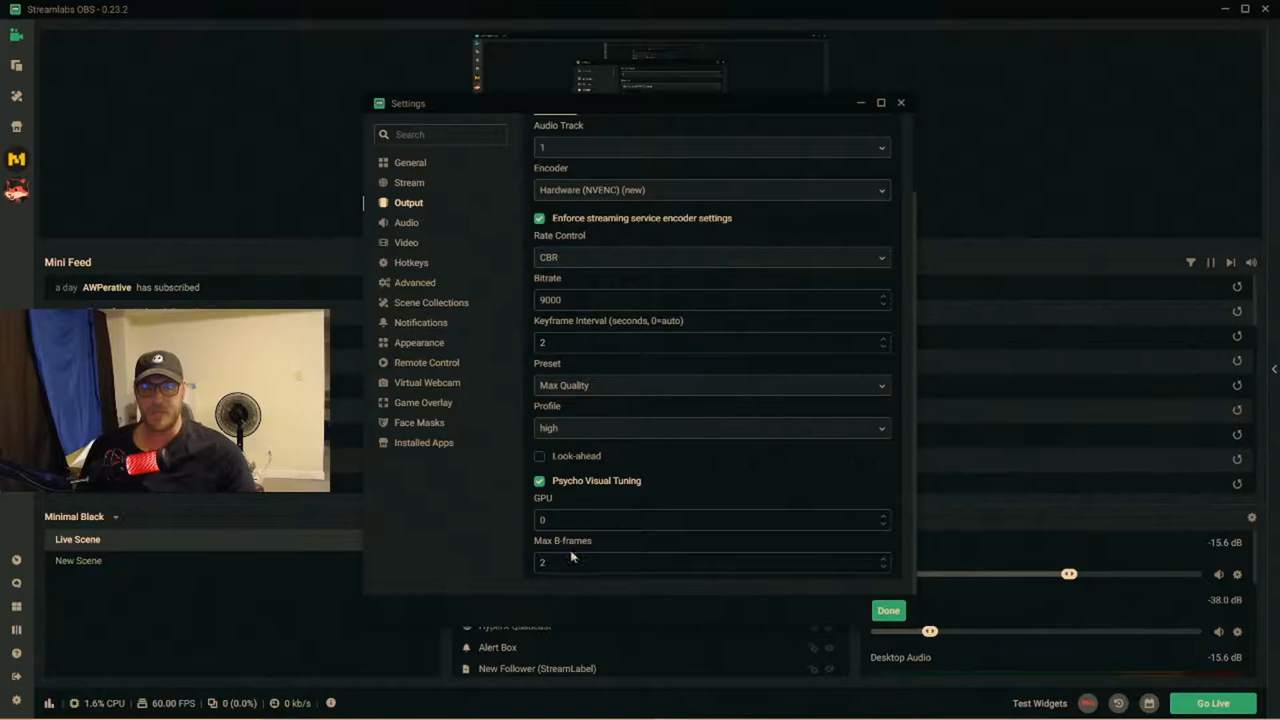 Streamlabs OBS - 0.23.2
Settings
Search
General
Stream
Output
Audio
Video
Hotkeys
Advanced
Scene Collections
Notifications
Appearance
Remote Control
Virtual Webcam
Game Overlay
Face Masks
Installed Apps
Audio Track
1
Encoder
Hardware (NVENC) (new)
Enforce streaming service encoder settings
Rate Control
CBR
Bitrate
9000
Keyframe Interval (seconds, 0=auto)
2
Preset
Max Quality
Profile
high
Look-ahead
Psycho Visual Tuning
GPU
0
Max B-frames
2
Done
Mini Feed
a day AWPerative has subscribed
Minimal Black
Live Scene
New Scene
HyperX Quadcast
Alert Box
New Follower (StreamLabel)
-15.6 dB
-38.0 dB
Desktop Audio -15.6 dB
1.6% CPU 60.00 FPS 0 (0.0%) 0 kb/s
Test Widgets
Go Live